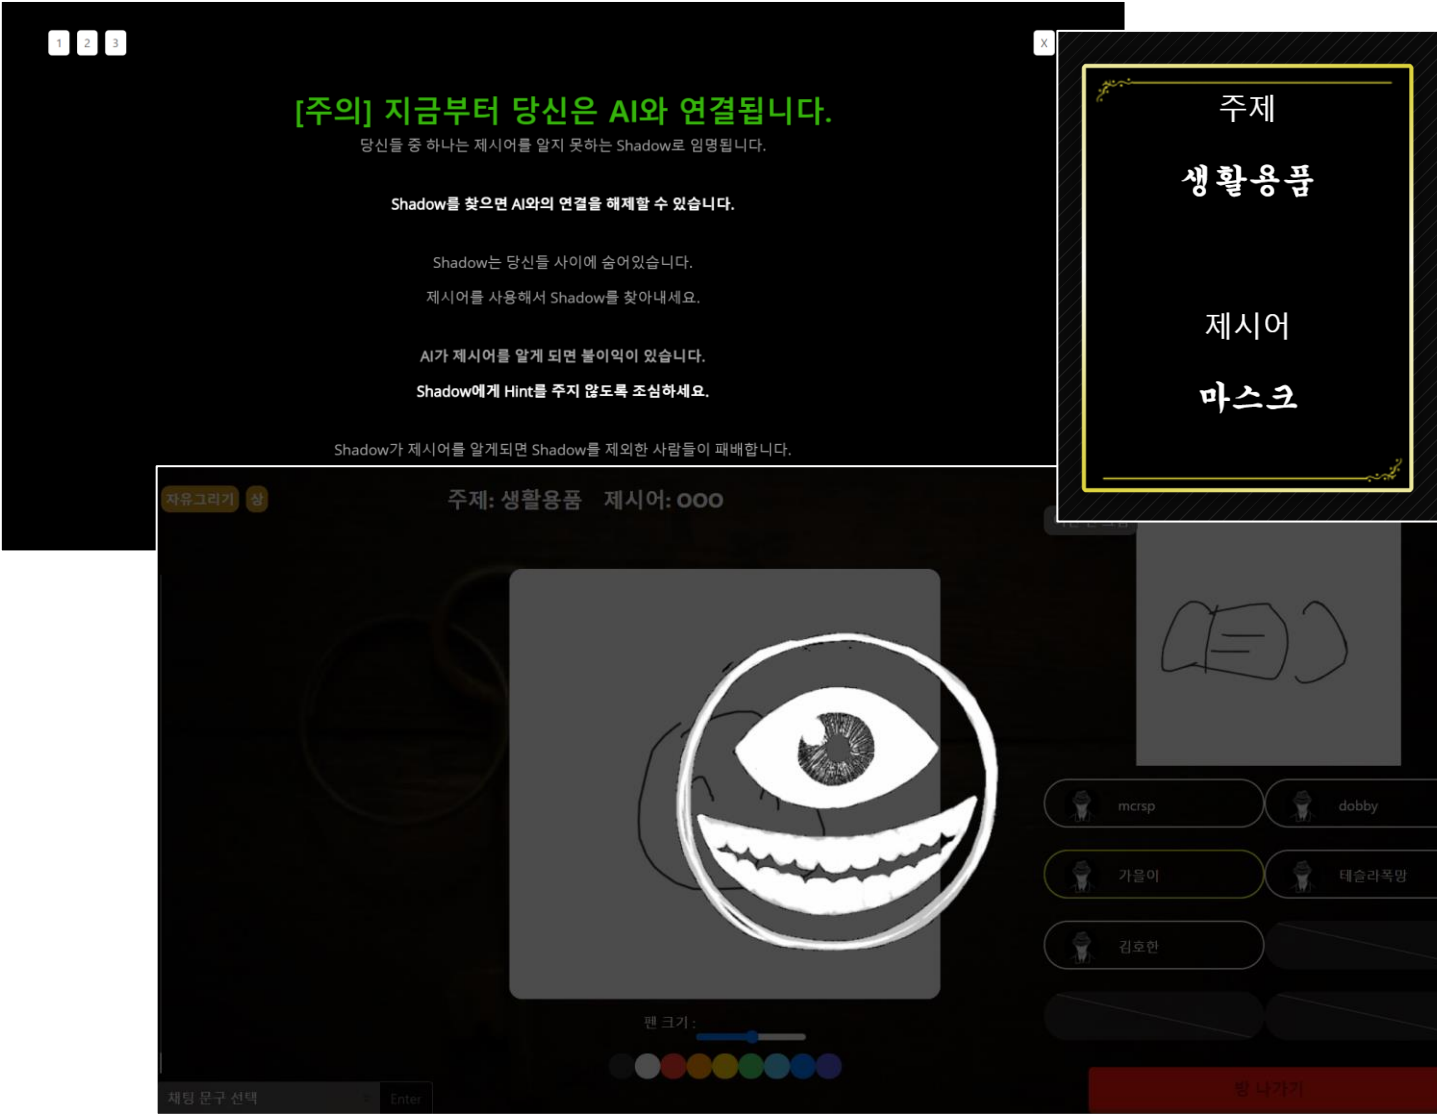 1 2 3
X
[주의] 지금부터 당신은 AI와 연결됩니다.
당신들 중 하나는 제시어를 알지 못하는 Shadow로 임명됩니다.
Shadow를 찾으면 AI와의 연결을 해제할 수 있습니다.
Shadow는 당신들 사이에 숨어있습니다.
제시어를 사용해서 Shadow를 찾아내세요.
AI가 제시어를 알게 되면 불이익이 있습니다.
Shadow에게 Hint를 주지 않도록 조심하세요.
Shadow가 제시어를 알게되면 Shadow를 제외한 사람들이 패배합니다.
주제
생활용품
제시어
마스크
자유그리기 상
주제: 생활용품 제시어: OOO
mcrsp
dobby
가을이
테슬라폭망
김호한
펜 크기 :
채팅 문구 선택
Enter
방 나가기